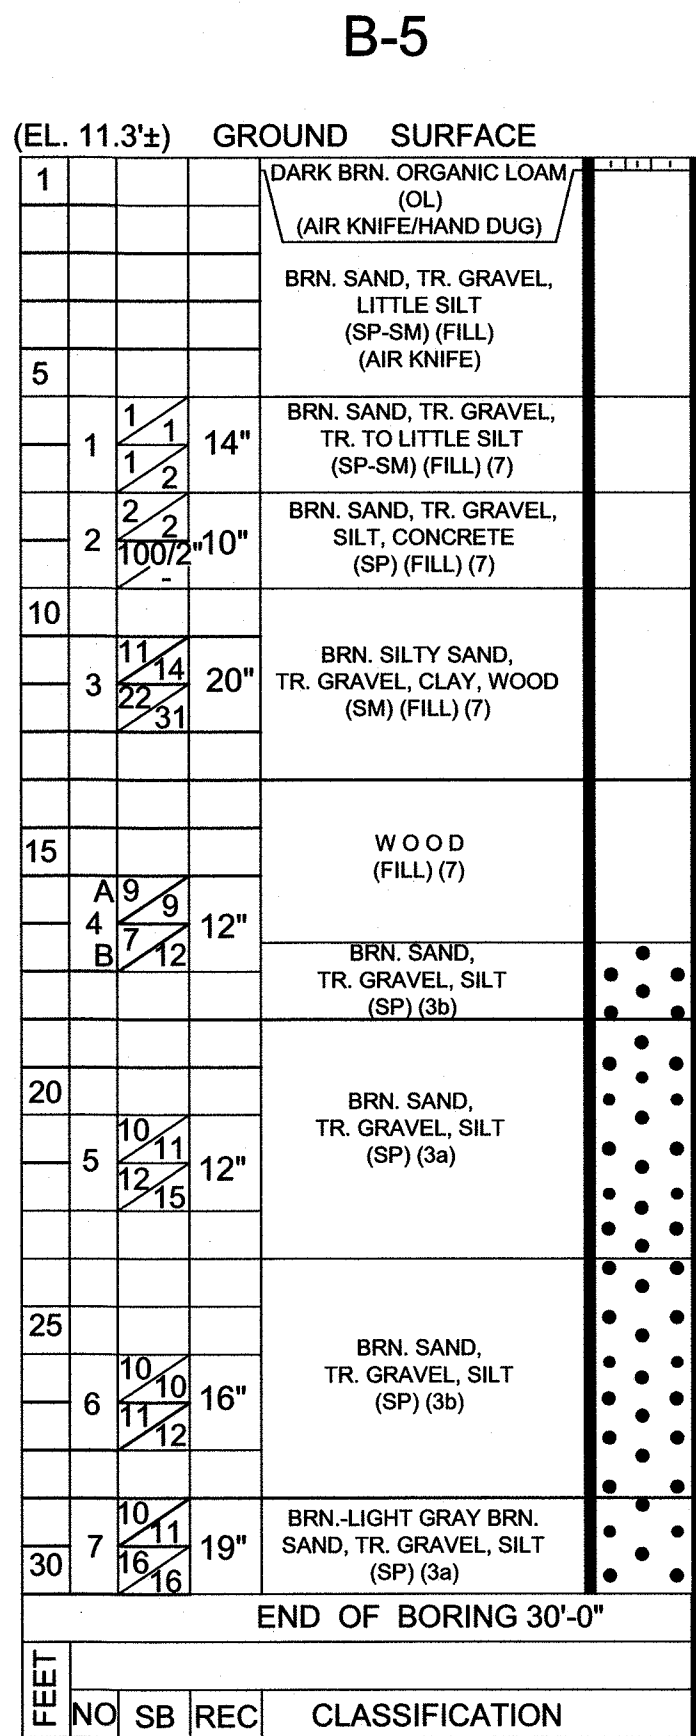 B-5
(EL. 11.3'±) GROUND SURFACE
1
DARK BRN. ORGANIC LOAM
(OL)
(AIR KNIFE/HAND DUG)
BRN. SAND, TR. GRAVEL,
LITTLE SILT
(SP-SM) (FILL)
(AIR KNIFE)
5
1
1
1
1
2
14"
BRN. SAND, TR. GRAVEL,
TR. TO LITTLE SILT
(SP-SM) (FILL) (7)
2
2
2
100/2"
-
10"
BRN. SAND, TR. GRAVEL,
SILT, CONCRETE
(SP) (FILL) (7)
10
3
11
14
22
31
20"
BRN. SILTY SAND,
TR. GRAVEL, CLAY, WOOD
(SM) (FILL) (7)
15
W O O D
(FILL) (7)
A
4
B
9
9
7
12
12"
BRN. SAND,
TR. GRAVEL, SILT
(SP) (3b)
20
BRN. SAND,
TR. GRAVEL, SILT
(SP) (3a)
5
10
11
12
15
12"
25
BRN. SAND,
TR. GRAVEL, SILT
(SP) (3b)
6
10
10
11
12
16"
7
10
11
16
16
19"
BRN.-LIGHT GRAY BRN.
SAND, TR. GRAVEL, SILT
(SP) (3a)
30
END OF BORING 30'-0"
FEET
NO SB REC CLASSIFICATION